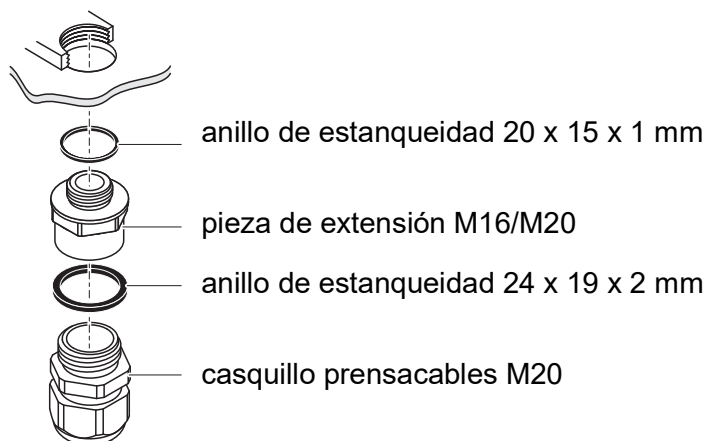 anillo de estanqueidad 20 x 15 x 1 mm
pieza de extensión M16/M20
anillo de estanqueidad 24 x 19 x 2 mm
casquillo prensacables M20